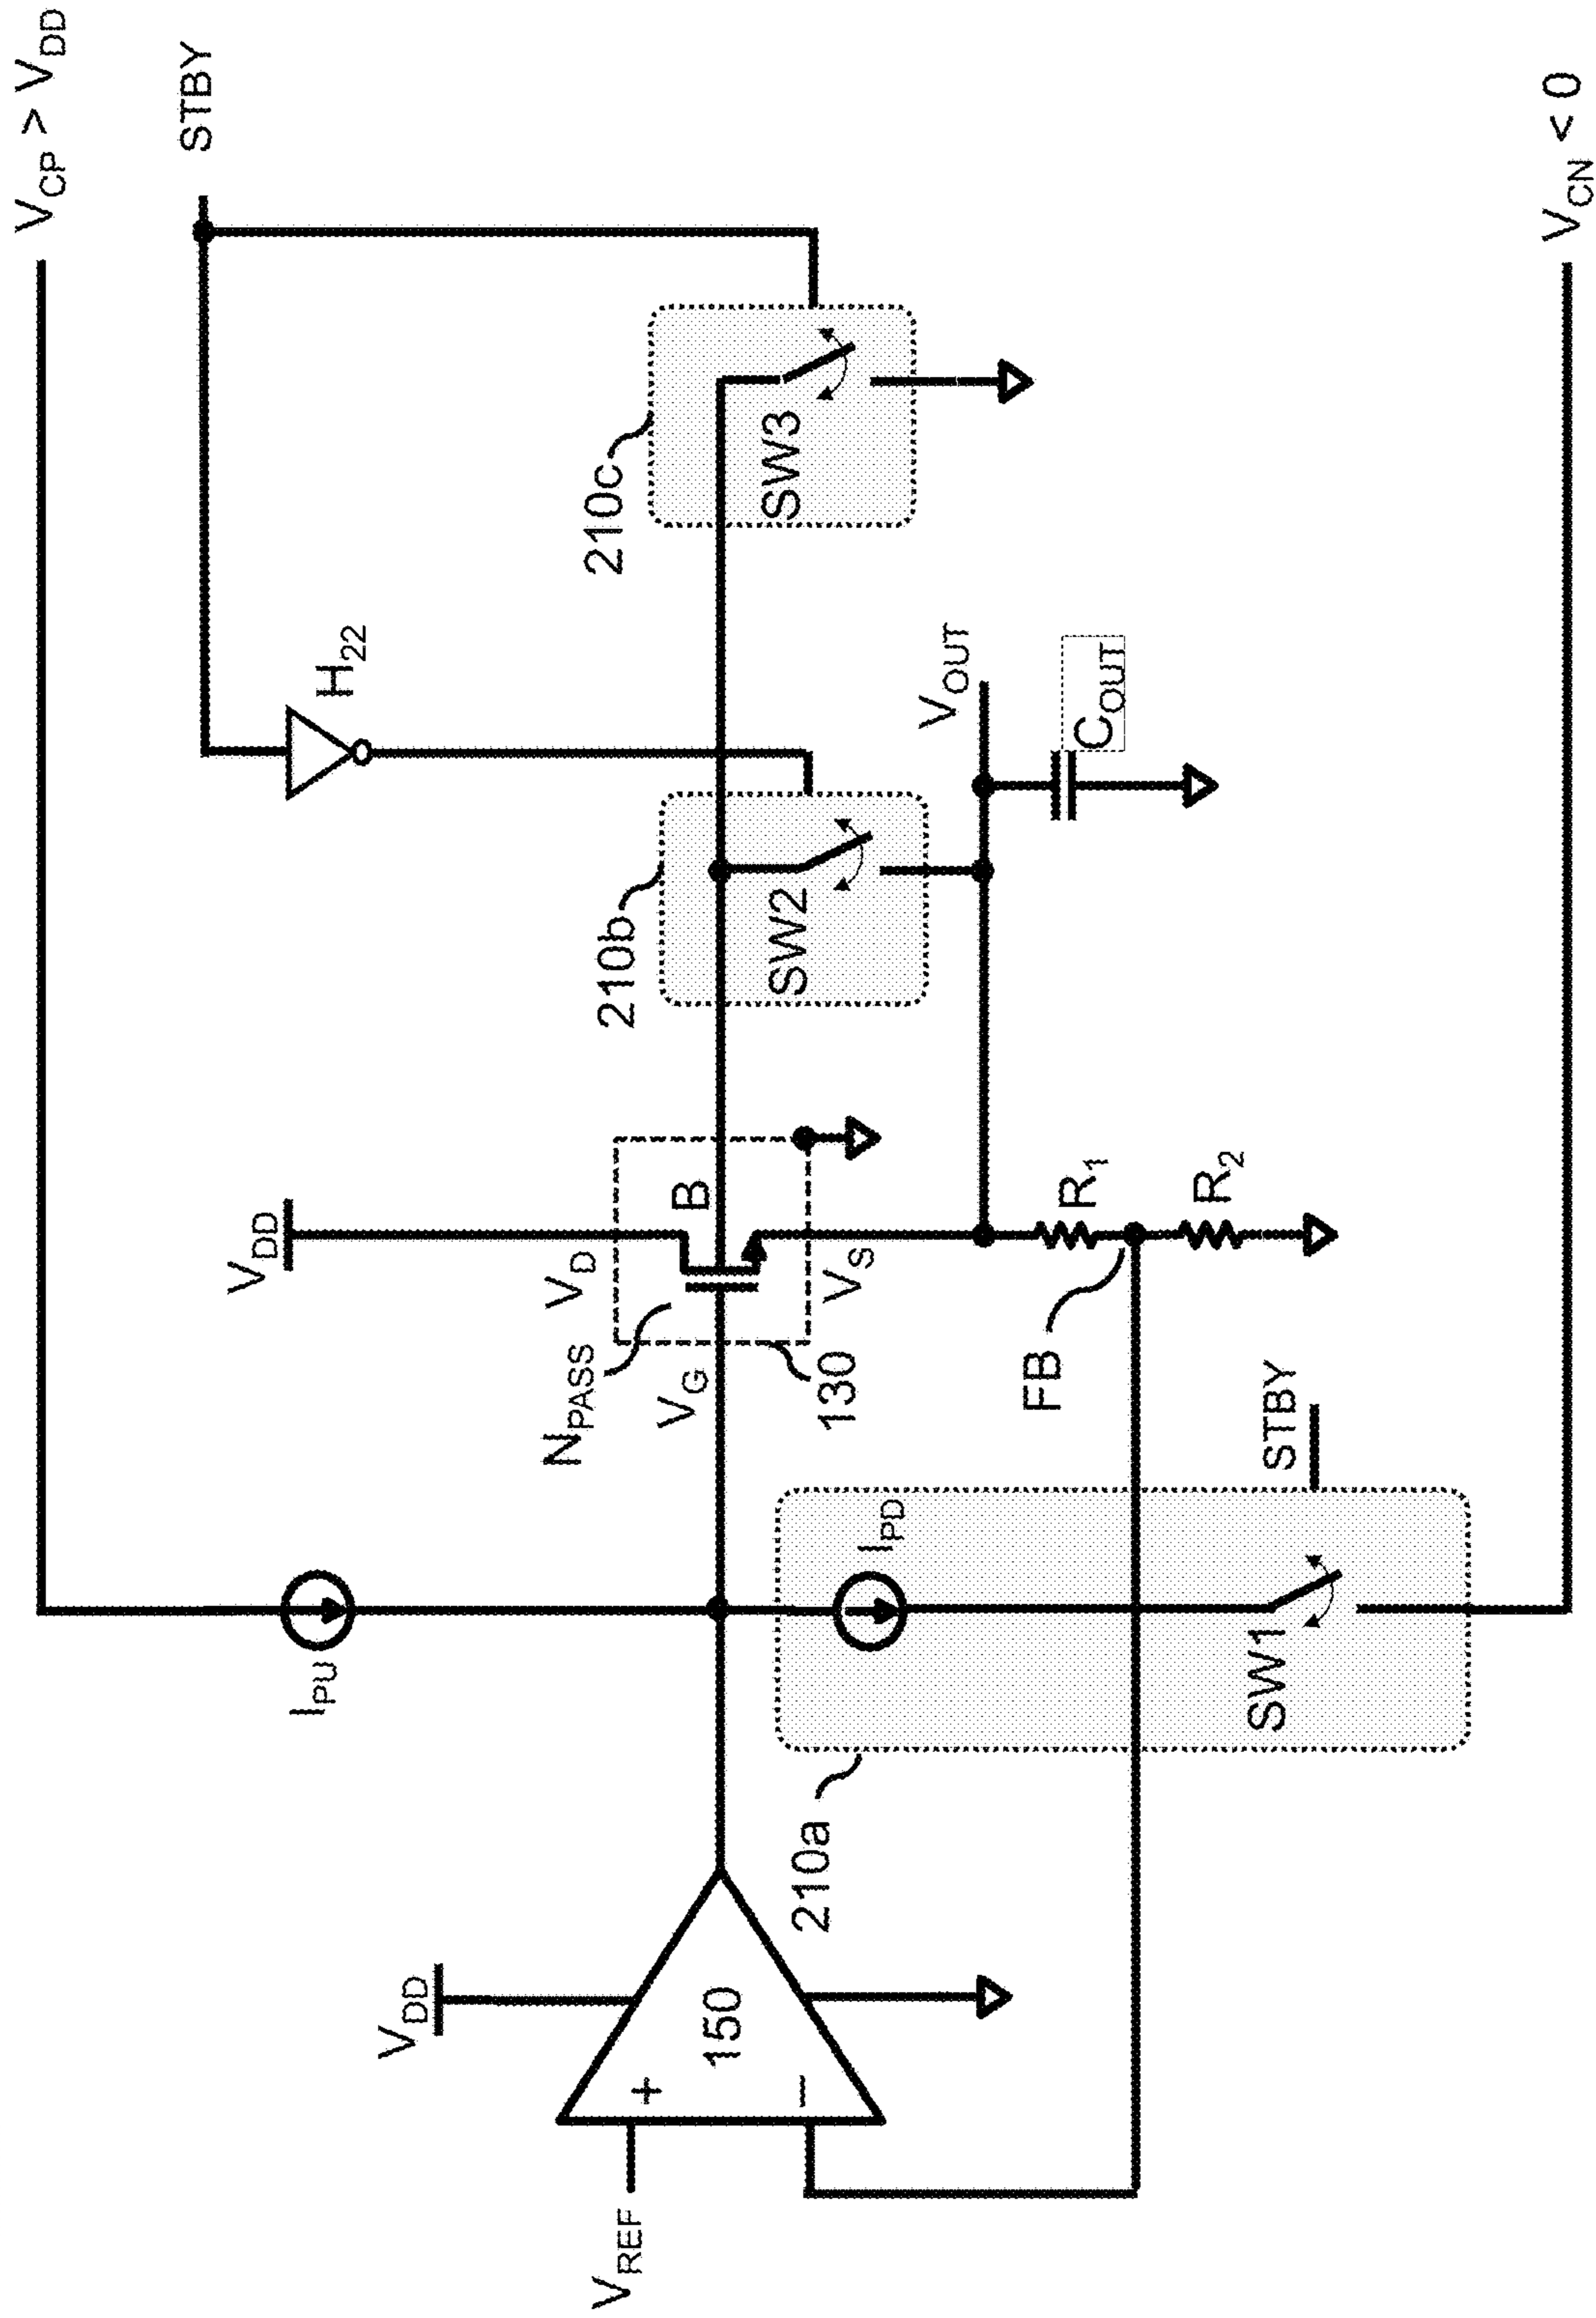 V_CP > V_DD
STBY
H_22
I_PU
V_DD
V_D
N_PASS
V_G
B
130
V_S
210b
SW2
210c
SW3
V_OUT
C_OUT
V_DD
V_REF
+
−
150
210a
I_PD
SW1
STBY
FB
R_1
R_2
V_CN < 0